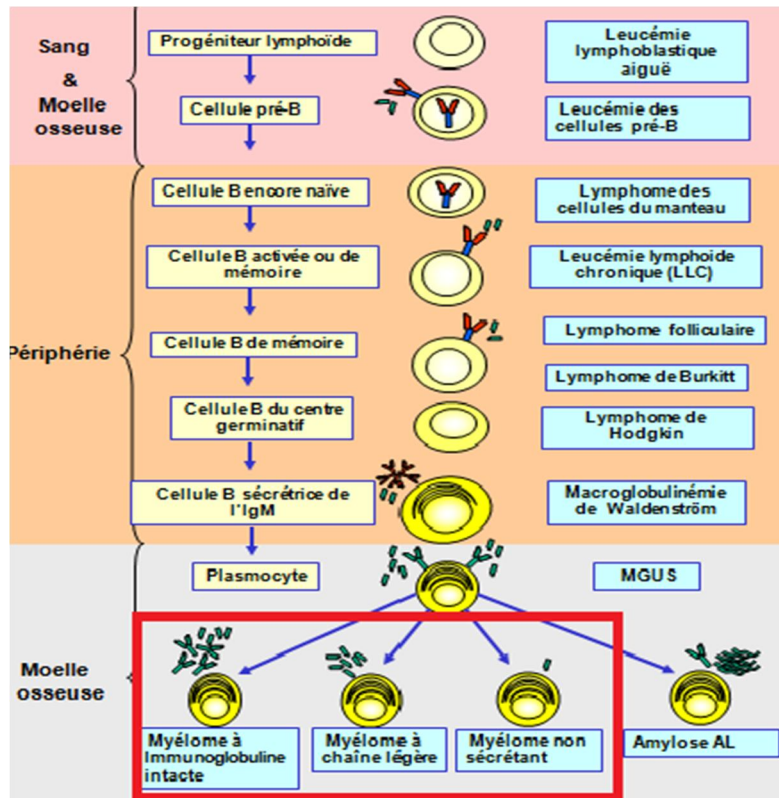 Sang
&
Moelle
osseuse
Progéniteur lymphoïde
Leucémie
lymphoblastique
aiguë
Cellule pré-B
Leucémie des
cellules pré-B
Périphérie
Cellule B encore naïve
Lymphome des
cellules du manteau
Cellule B activée ou de
mémoire
Leucémie lymphoide
chronique (LLC)
Cellule B de mémoire
Lymphome folliculaire
Lymphome de Burkitt
Cellule B du centre
germinatif
Lymphome de
Hodgkin
Cellule B sécrétrice de
l'IgM
Macroglobulinémie
de Waldenström
Moelle
osseuse
Plasmocyte
MGUS
Myélome à
Immunoglobuline
intacte
Myélome à
chaîne légère
Myélome non
sécrétant
Amylose AL